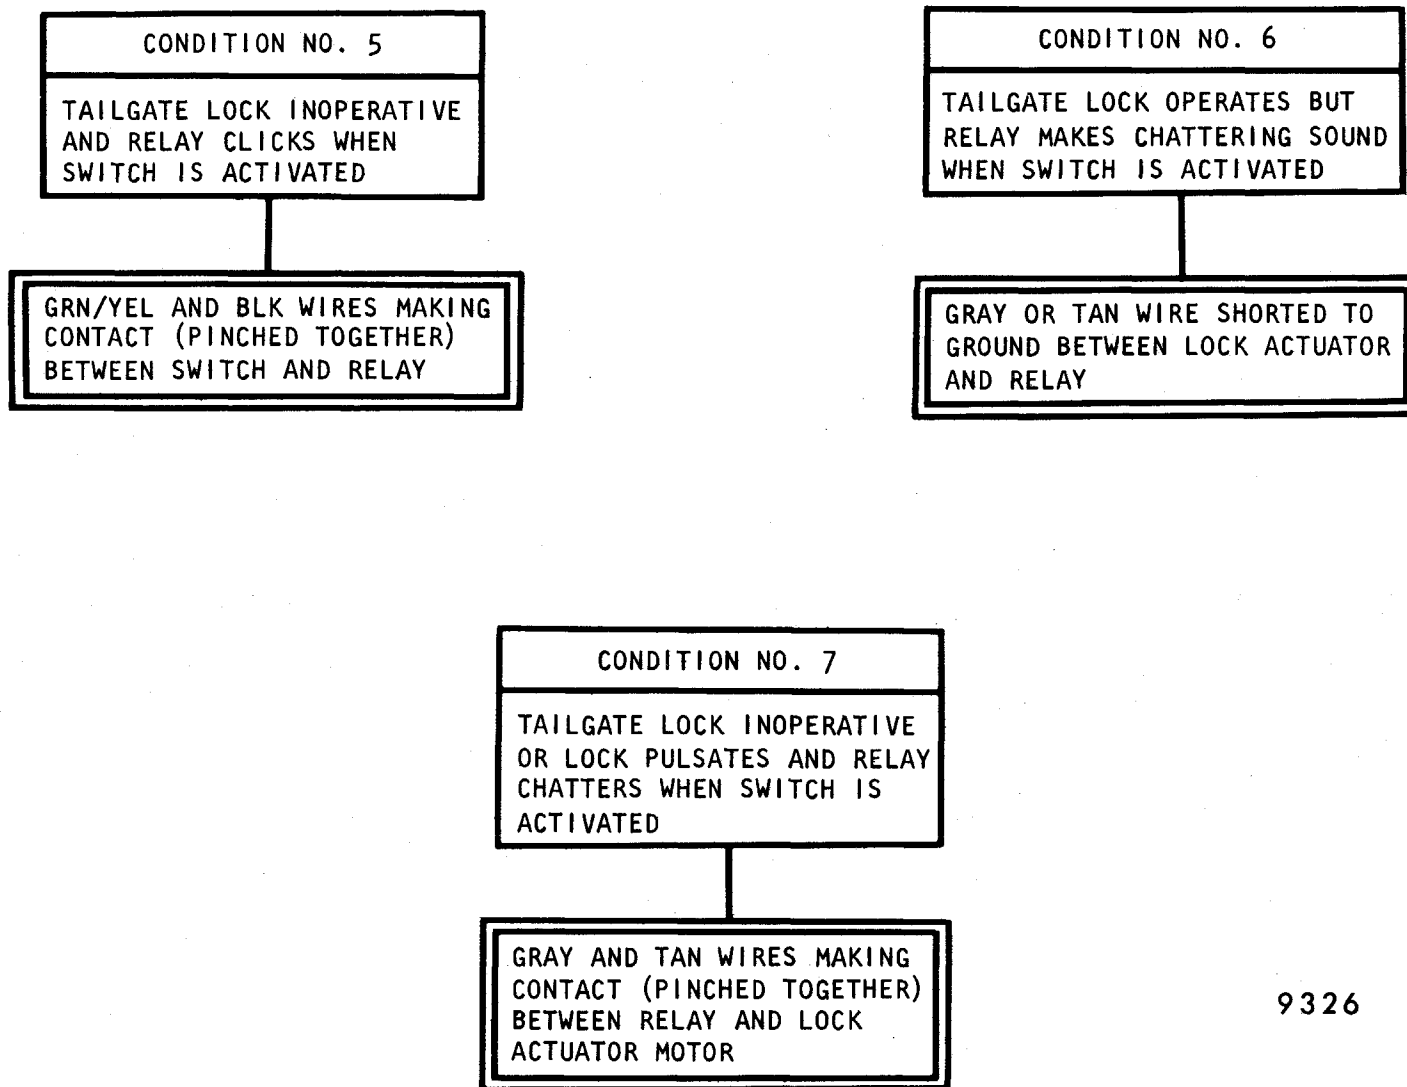 CONDITION NO. 5
TAILGATE LOCK INOPERATIVE
AND RELAY CLICKS WHEN
SWITCH IS ACTIVATED
GRN/YEL AND BLK WIRES MAKING
CONTACT (PINCHED TOGETHER)
BETWEEN SWITCH AND RELAY
CONDITION NO. 6
TAILGATE LOCK OPERATES BUT
RELAY MAKES CHATTERING SOUND
WHEN SWITCH IS ACTIVATED
GRAY OR TAN WIRE SHORTED TO
GROUND BETWEEN LOCK ACTUATOR
AND RELAY
CONDITION NO. 7
TAILGATE LOCK INOPERATIVE
OR LOCK PULSATES AND RELAY
CHATTERS WHEN SWITCH IS
ACTIVATED
GRAY AND TAN WIRES MAKING
CONTACT (PINCHED TOGETHER)
BETWEEN RELAY AND LOCK
ACTUATOR MOTOR
9326